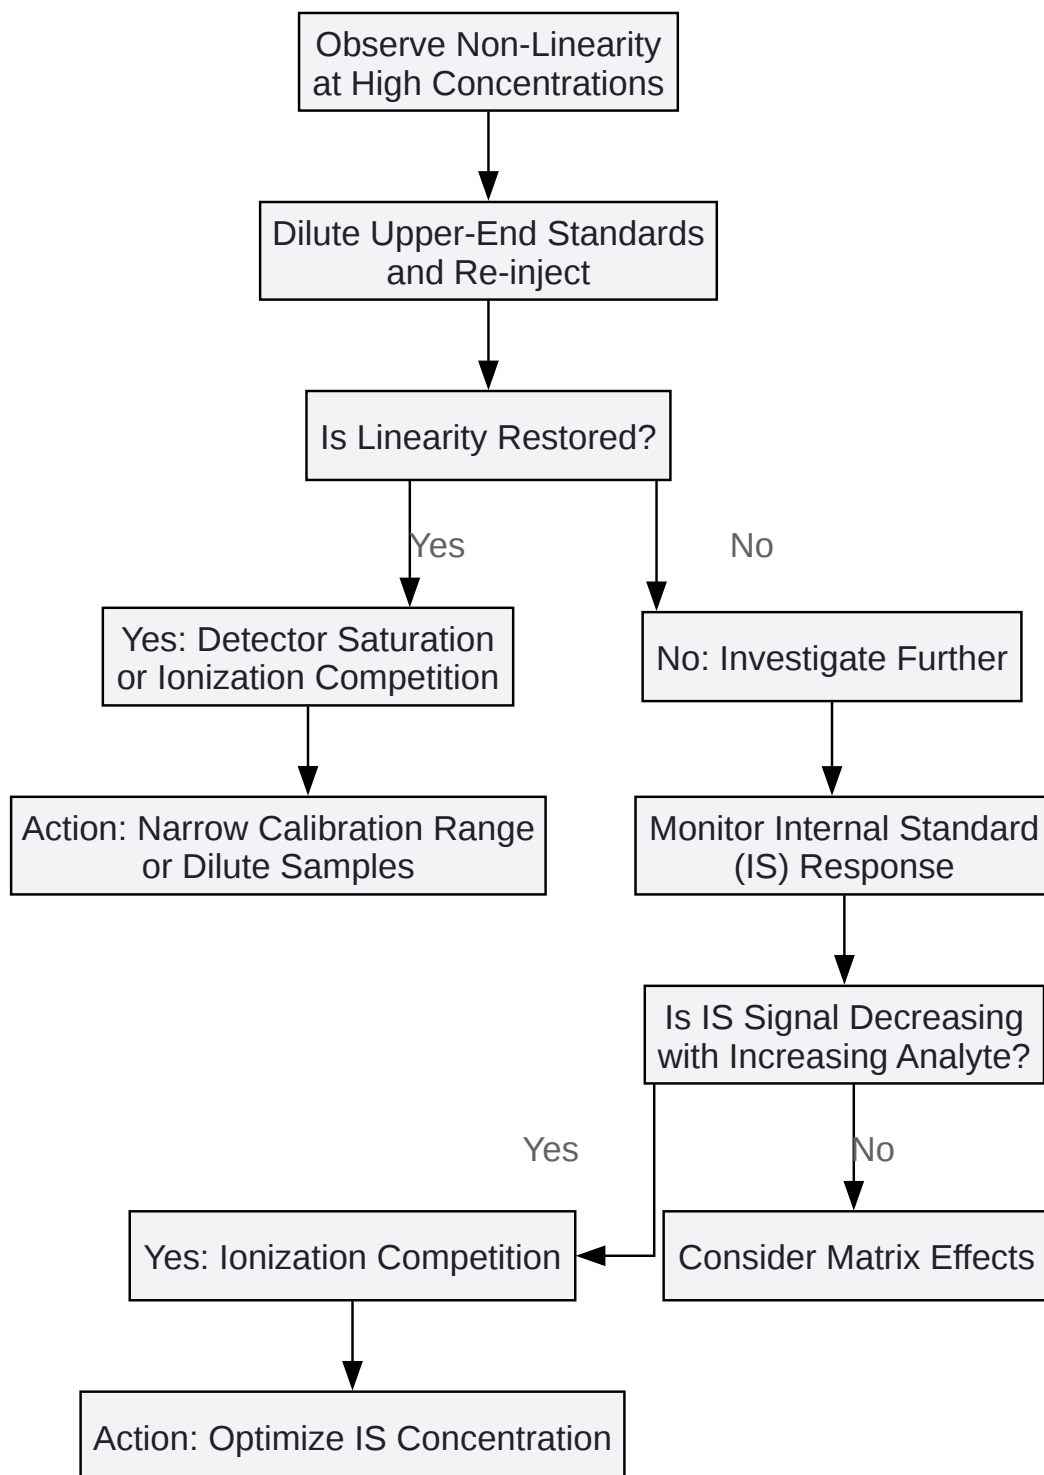 Observe Non-Linearity
at High Concentrations
Dilute Upper-End Standards
and Re-inject
Is Linearity Restored?
Yes
No
Yes: Detector Saturation
or Ionization Competition
No: Investigate Further
Action: Narrow Calibration Range
or Dilute Samples
Monitor Internal Standard
(IS) Response
Is IS Signal Decreasing
with Increasing Analyte?
Yes
No
Yes: Ionization Competition
Consider Matrix Effects
Action: Optimize IS Concentration